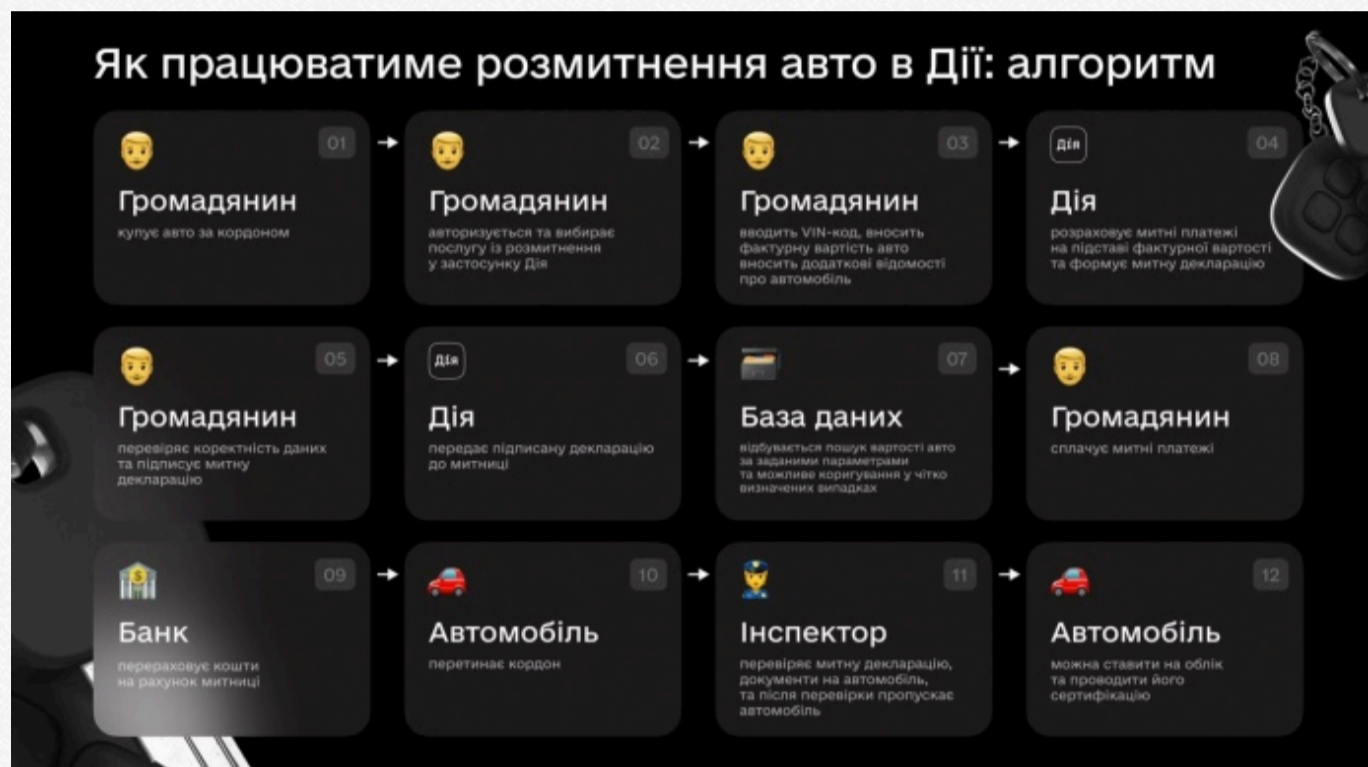 Як працюватиме розмитнення авто в Дії: алгоритм
01
Громадянин
купує авто за кордоном
02
Громадянин
авторизується та вибирає
послугу із розмитнення
у застосунку Дія
03
Громадянин
вводить VIN-код, вносить
фактурну вартість авто
вносить додаткові відомості
про автомобіль
Дія
04
Дія
розраховує митні платежі
на підставі фактурної вартості
та формує митну декларацію
05
Громадянин
перевіряє коректність даних
та підписує митну
декларацію
Дія
06
Дія
передає підписану декларацію
до митниці
07
База даних
відбувається пошук вартості авто
за заданими параметрами
та можливе коригування у чітко
визначених випадках
08
Громадянин
сплачує митні платежі
09
Банк
перераховує кошти
на рахунок митниці
10
Автомобіль
перетинає кордон
11
Інспектор
перевіряє митну декларацію,
документи на автомобіль,
та після перевірки пропускає
автомобіль
12
Автомобіль
можна ставити на облік
та проводити його
сертифікацію